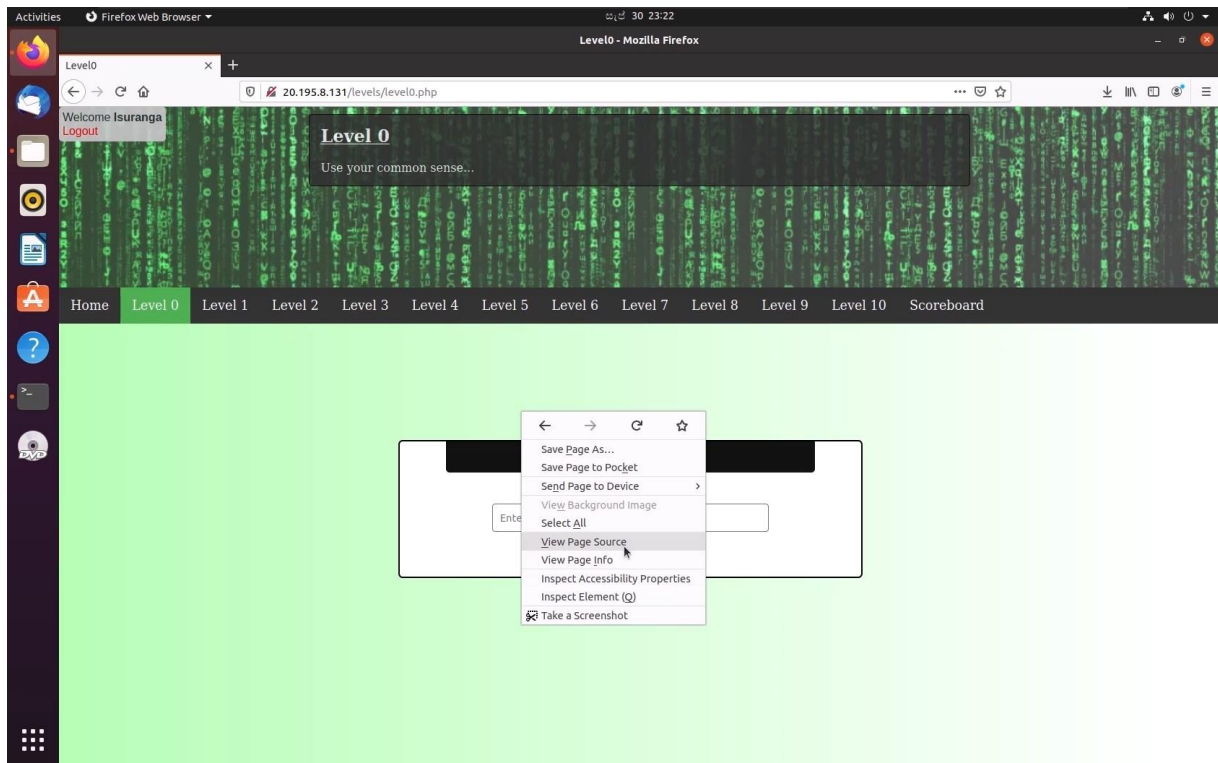 Activities
Firefox Web Browser
සැප් 30 23:22
Level0 - Mozilla Firefox
Level0
20.195.8.131/levels/level0.php
Welcome Isuranga
Logout
Level 0
Use your common sense...
Home Level 0 Level 1 Level 2 Level 3 Level 4 Level 5 Level 6 Level 7 Level 8 Level 9 Level 10 Scoreboard
Save Page As...
Save Page to Pocket
Send Page to Device
View Background Image
Select All
View Page Source
View Page Info
Inspect Accessibility Properties
Inspect Element (Q)
Take a Screenshot